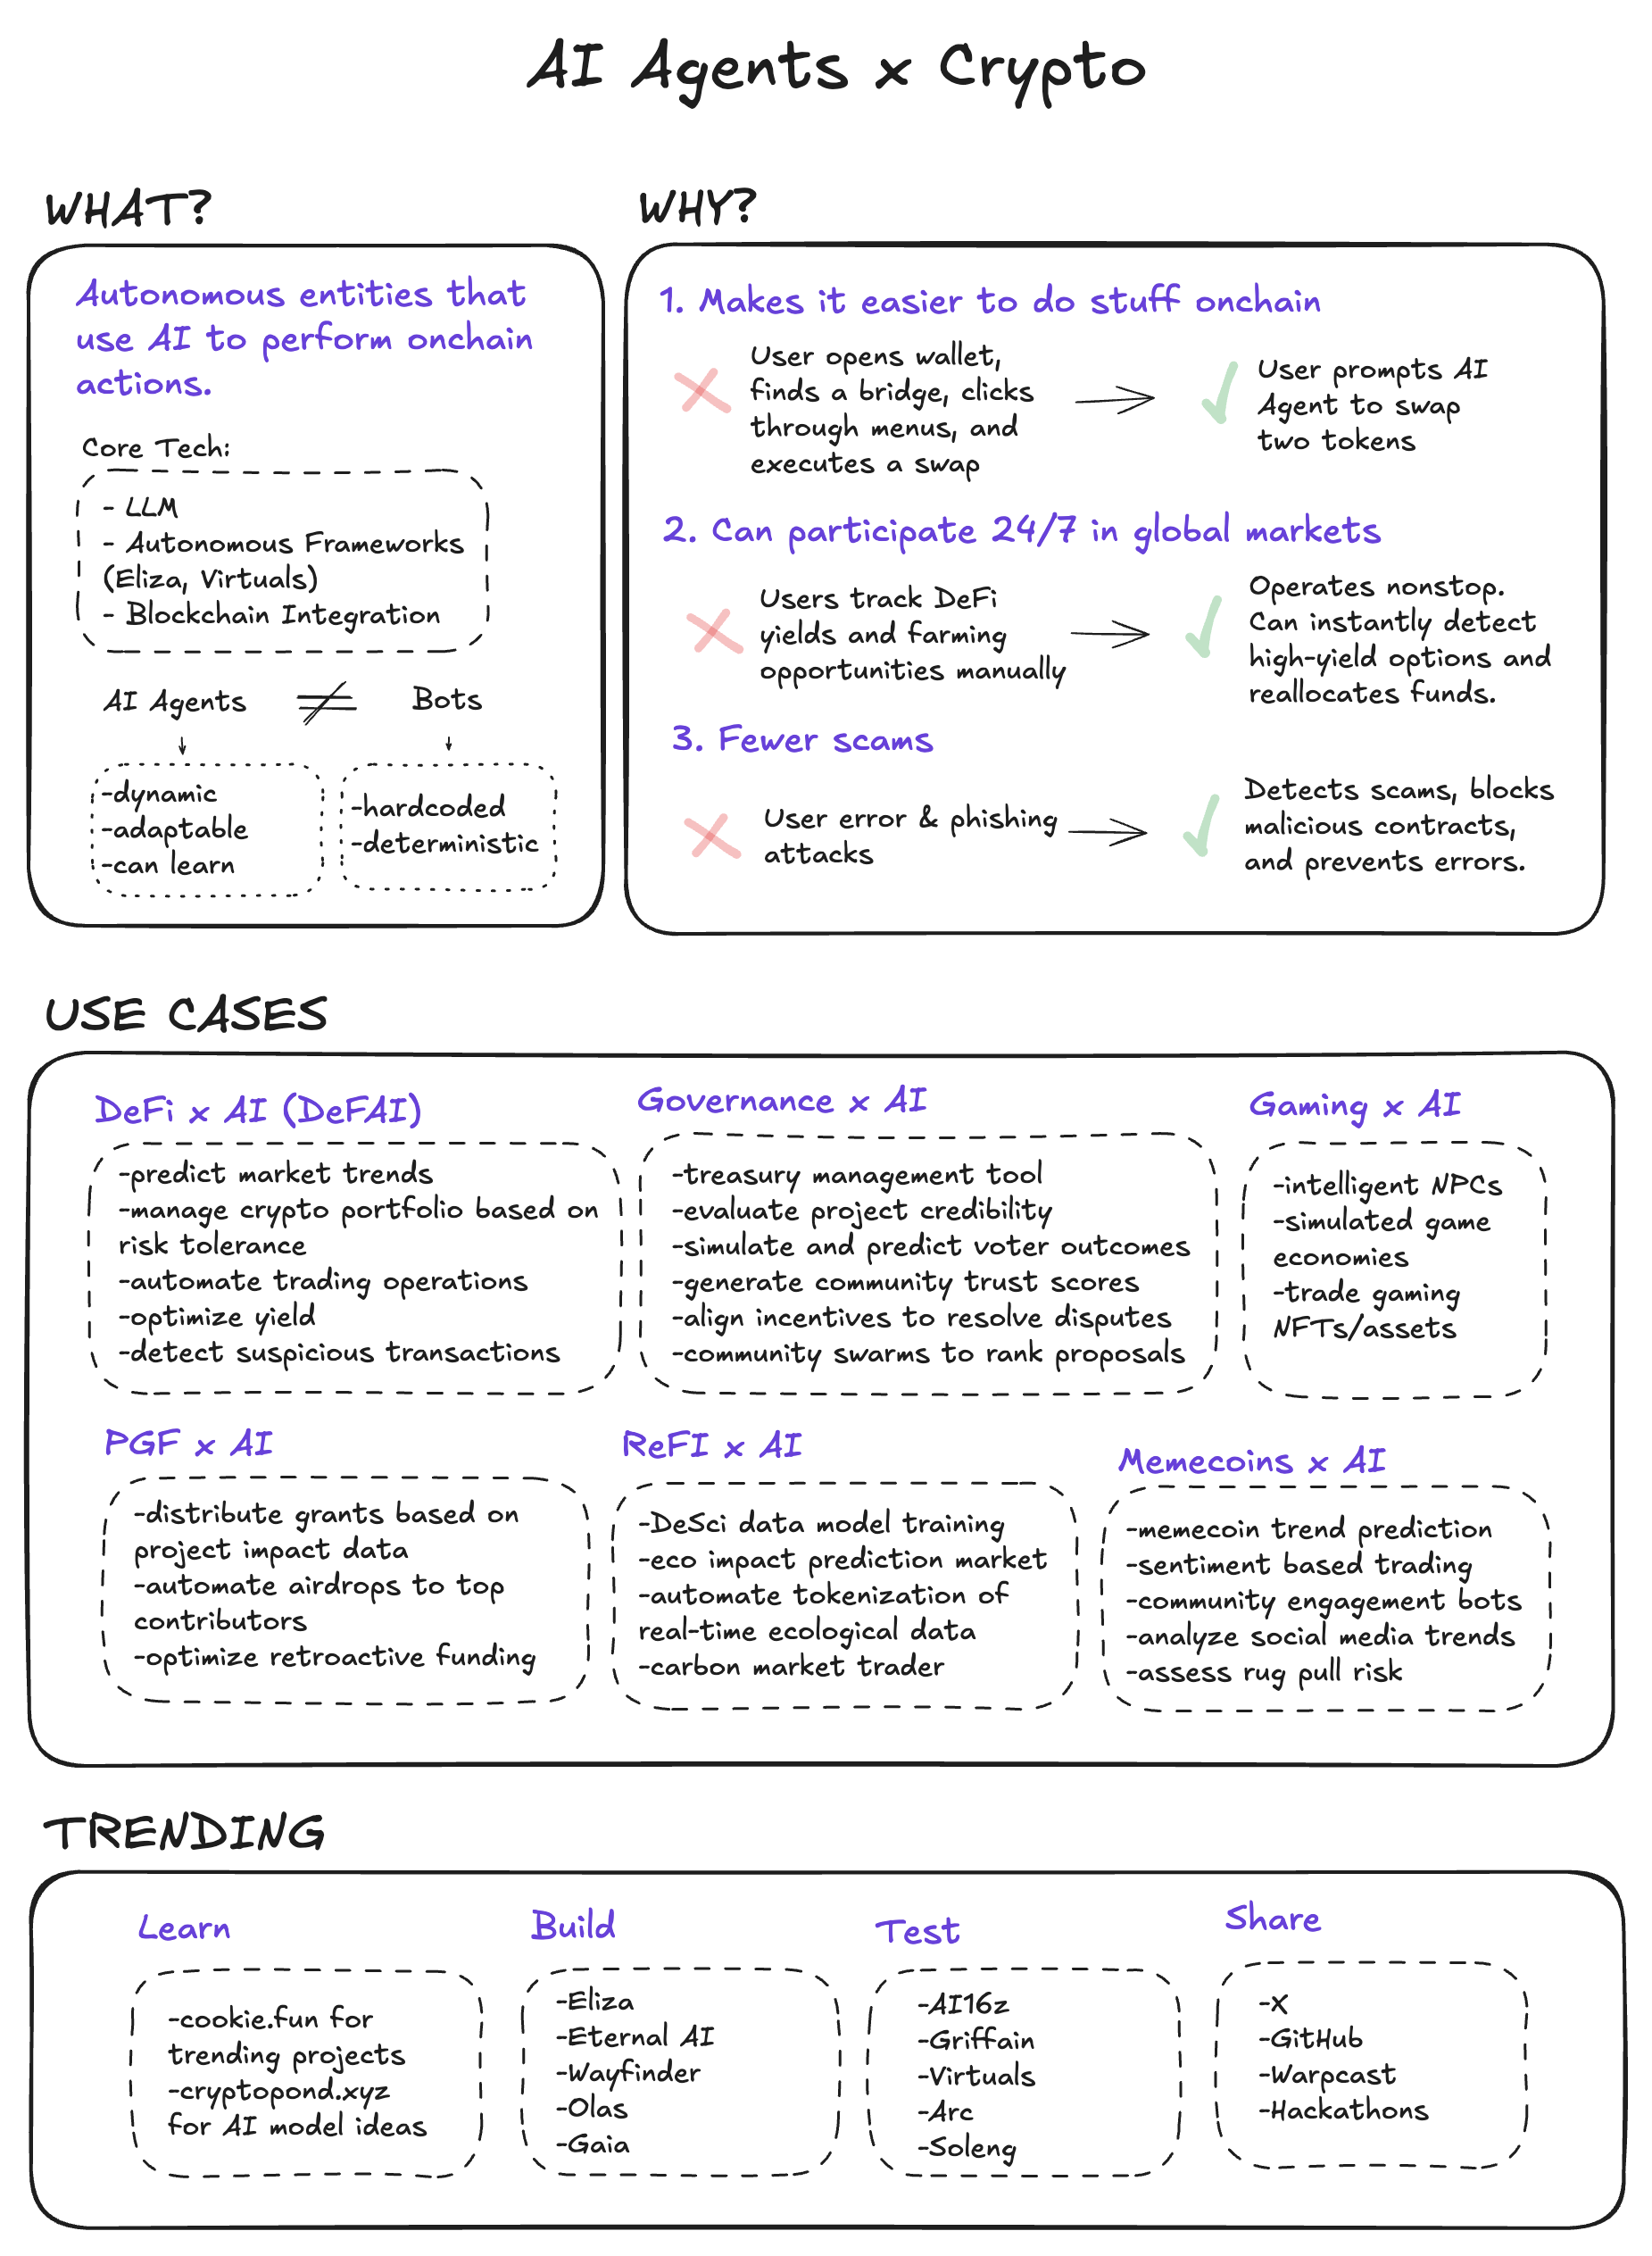 AI Agents x Crypto
WHAT?
Autonomous entities that
use AI to perform onchain
actions.
Core Tech:
- LLM
- Autonomous Frameworks
(Eliza, Virtuals)
- Blockchain Integration
AI Agents ≠ Bots
-dynamic
-adaptable
-can learn
-hardcoded
-deterministic
WHY?
1. Makes it easier to do stuff onchain
User opens wallet,
finds a bridge, clicks
through menus, and
executes a swap
User prompts AI
Agent to swap
two tokens
2. Can participate 24/7 in global markets
Users track DeFi
yields and farming
opportunities manually
Operates nonstop.
Can instantly detect
high-yield options and
reallocates funds.
3. Fewer scams
User error & phishing
attacks
Detects scams, blocks
malicious contracts,
and prevents errors.
USE CASES
DeFi x AI (DeFAI)
-predict market trends
-manage crypto portfolio based on
risk tolerance
-automate trading operations
-optimize yield
-detect suspicious transactions
Governance x AI
-treasury management tool
-evaluate project credibility
-simulate and predict voter outcomes
-generate community trust scores
-align incentives to resolve disputes
-community swarms to rank proposals
Gaming x AI
-intelligent NPCs
-simulated game
economies
-trade gaming
NFTs/assets
PGF x AI
-distribute grants based on
project impact data
-automate airdrops to top
contributors
-optimize retroactive funding
ReFI x AI
-DeSci data model training
-eco impact prediction market
-automate tokenization of
real-time ecological data
-carbon market trader
Memecoins x AI
-memecoin trend prediction
-sentiment based trading
-community engagement bots
-analyze social media trends
-assess rug pull risk
TRENDING
Learn
-cookie.fun for
trending projects
-cryptopond.xyz
for AI model ideas
Build
-Eliza
-Eternal AI
-Wayfinder
-Olas
-Gaia
Test
-AI16z
-Griffain
-Virtuals
-Arc
-Soleng
Share
-X
-GitHub
-Warpcast
-Hackathons